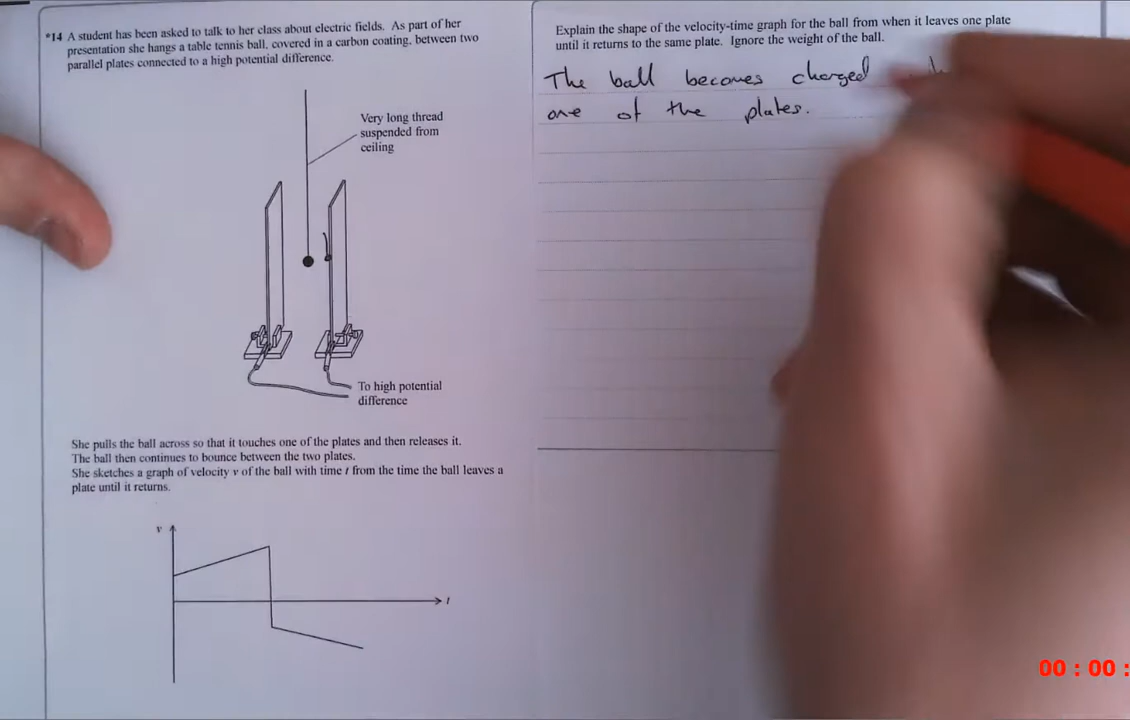 *14 A student has been asked to talk to her class about electric fields. As part of her
presentation she hangs a table tennis ball, covered in a carbon coating, between two
parallel plates connected to a high potential difference.
Very long thread
suspended from
ceiling
To high potential
difference
She pulls the ball across so that it touches one of the plates and then releases it.
The ball then continues to bounce between the two plates.
She sketches a graph of velocity v of the ball with time t from the time the ball leaves a
plate until it returns.
v
t
Explain the shape of the velocity-time graph for the ball from when it leaves one plate
until it returns to the same plate. Ignore the weight of the ball.
The ball becomes charged
one of the plates.
00 : 00 :